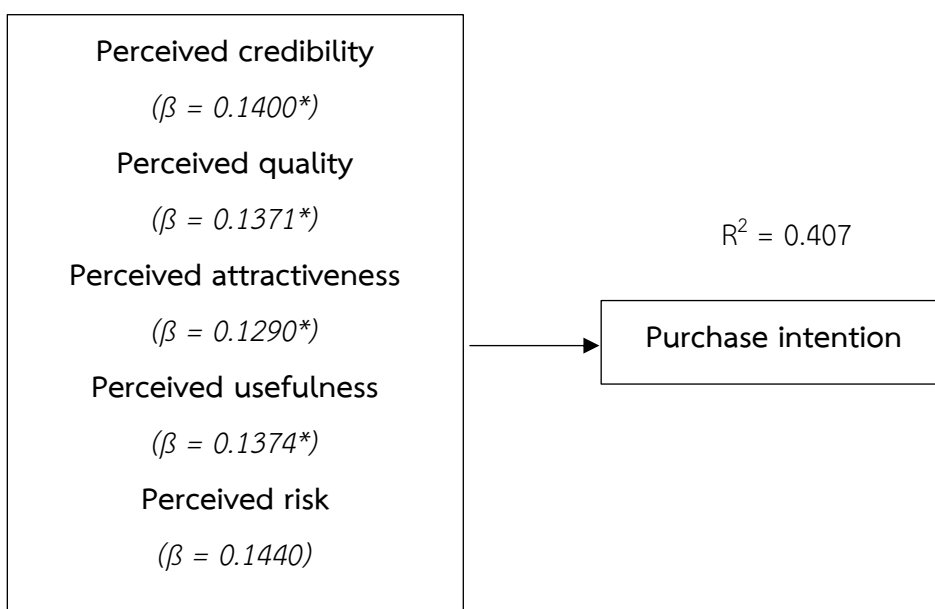 Perceived credibility
(β = 0.1400*)
Perceived quality
(β = 0.1371*)
Perceived attractiveness
(β = 0.1290*)
Perceived usefulness
(β = 0.1374*)
Perceived risk
(β = 0.1440)
R² = 0.407
Purchase intention